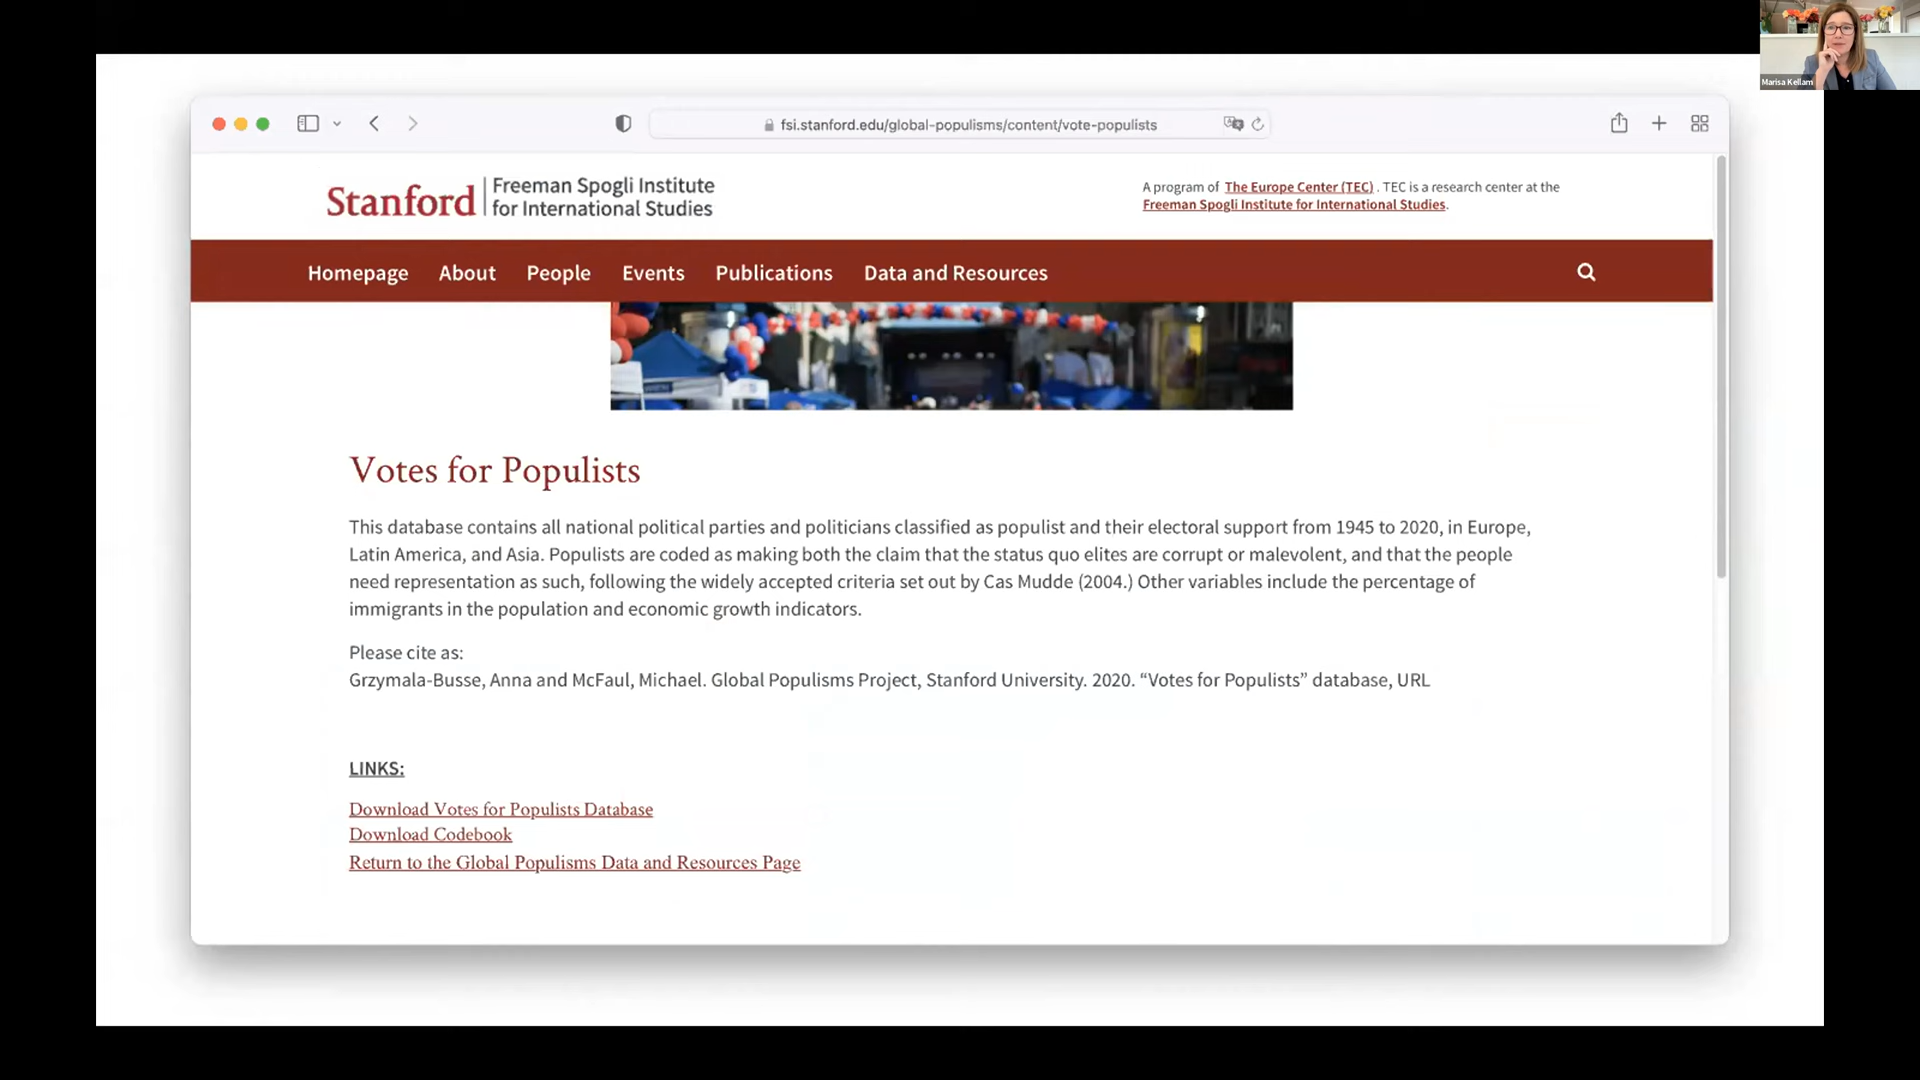 Marisa Kellam
fsi.stanford.edu/global-populisms/content/vote-populists
Stanford
Freeman Spogli Institute
for International Studies
A program of The Europe Center (TEC) . TEC is a research center at the
Freeman Spogli Institute for International Studies.
Homepage About People Events Publications Data and Resources
Votes for Populists
This database contains all national political parties and politicians classified as populist and their electoral support from 1945 to 2020, in Europe,
Latin America, and Asia. Populists are coded as making both the claim that the status quo elites are corrupt or malevolent, and that the people
need representation as such, following the widely accepted criteria set out by Cas Mudde (2004.) Other variables include the percentage of
immigrants in the population and economic growth indicators.
Please cite as:
Grzymala-Busse, Anna and McFaul, Michael. Global Populisms Project, Stanford University. 2020. “Votes for Populists” database, URL
LINKS:
Download Votes for Populists Database
Download Codebook
Return to the Global Populisms Data and Resources Page